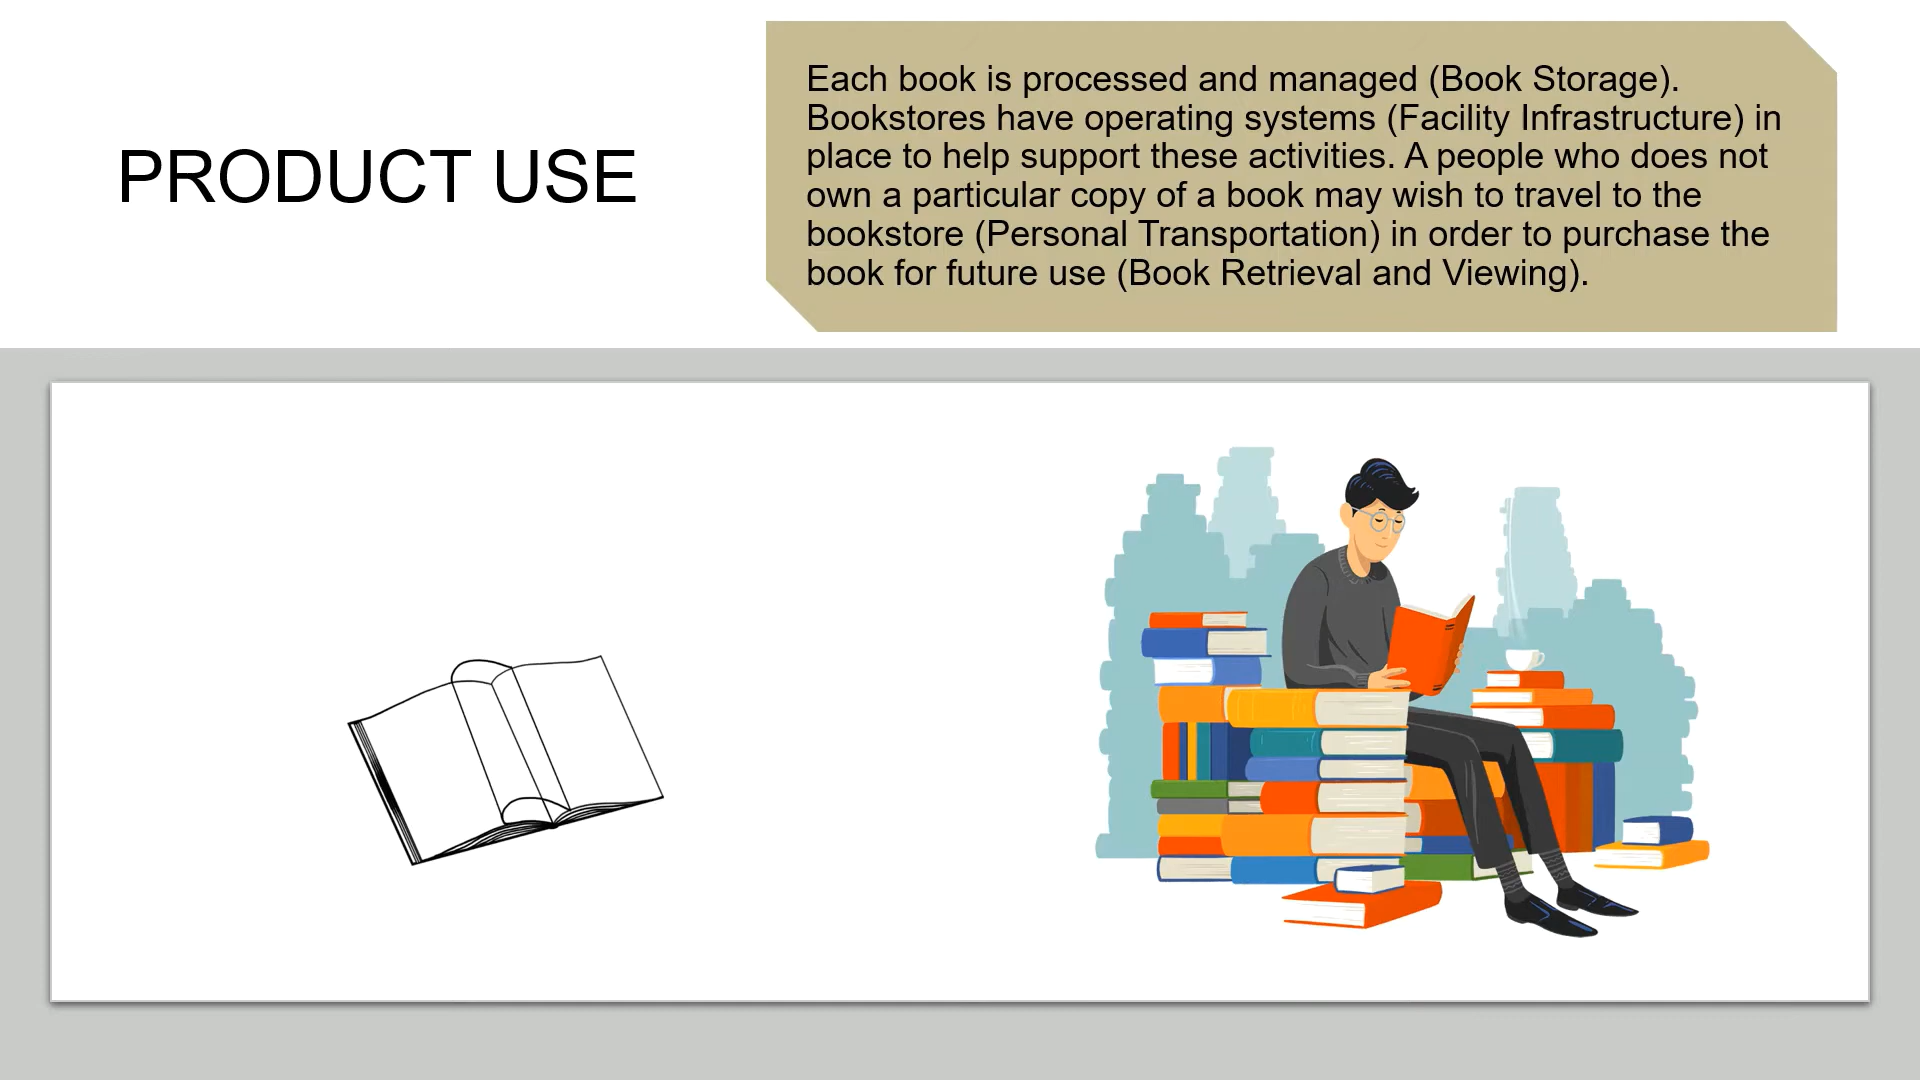 PRODUCT USE
Each book is processed and managed (Book Storage).
Bookstores have operating systems (Facility Infrastructure) in
place to help support these activities. A people who does not
own a particular copy of a book may wish to travel to the
bookstore (Personal Transportation) in order to purchase the
book for future use (Book Retrieval and Viewing).